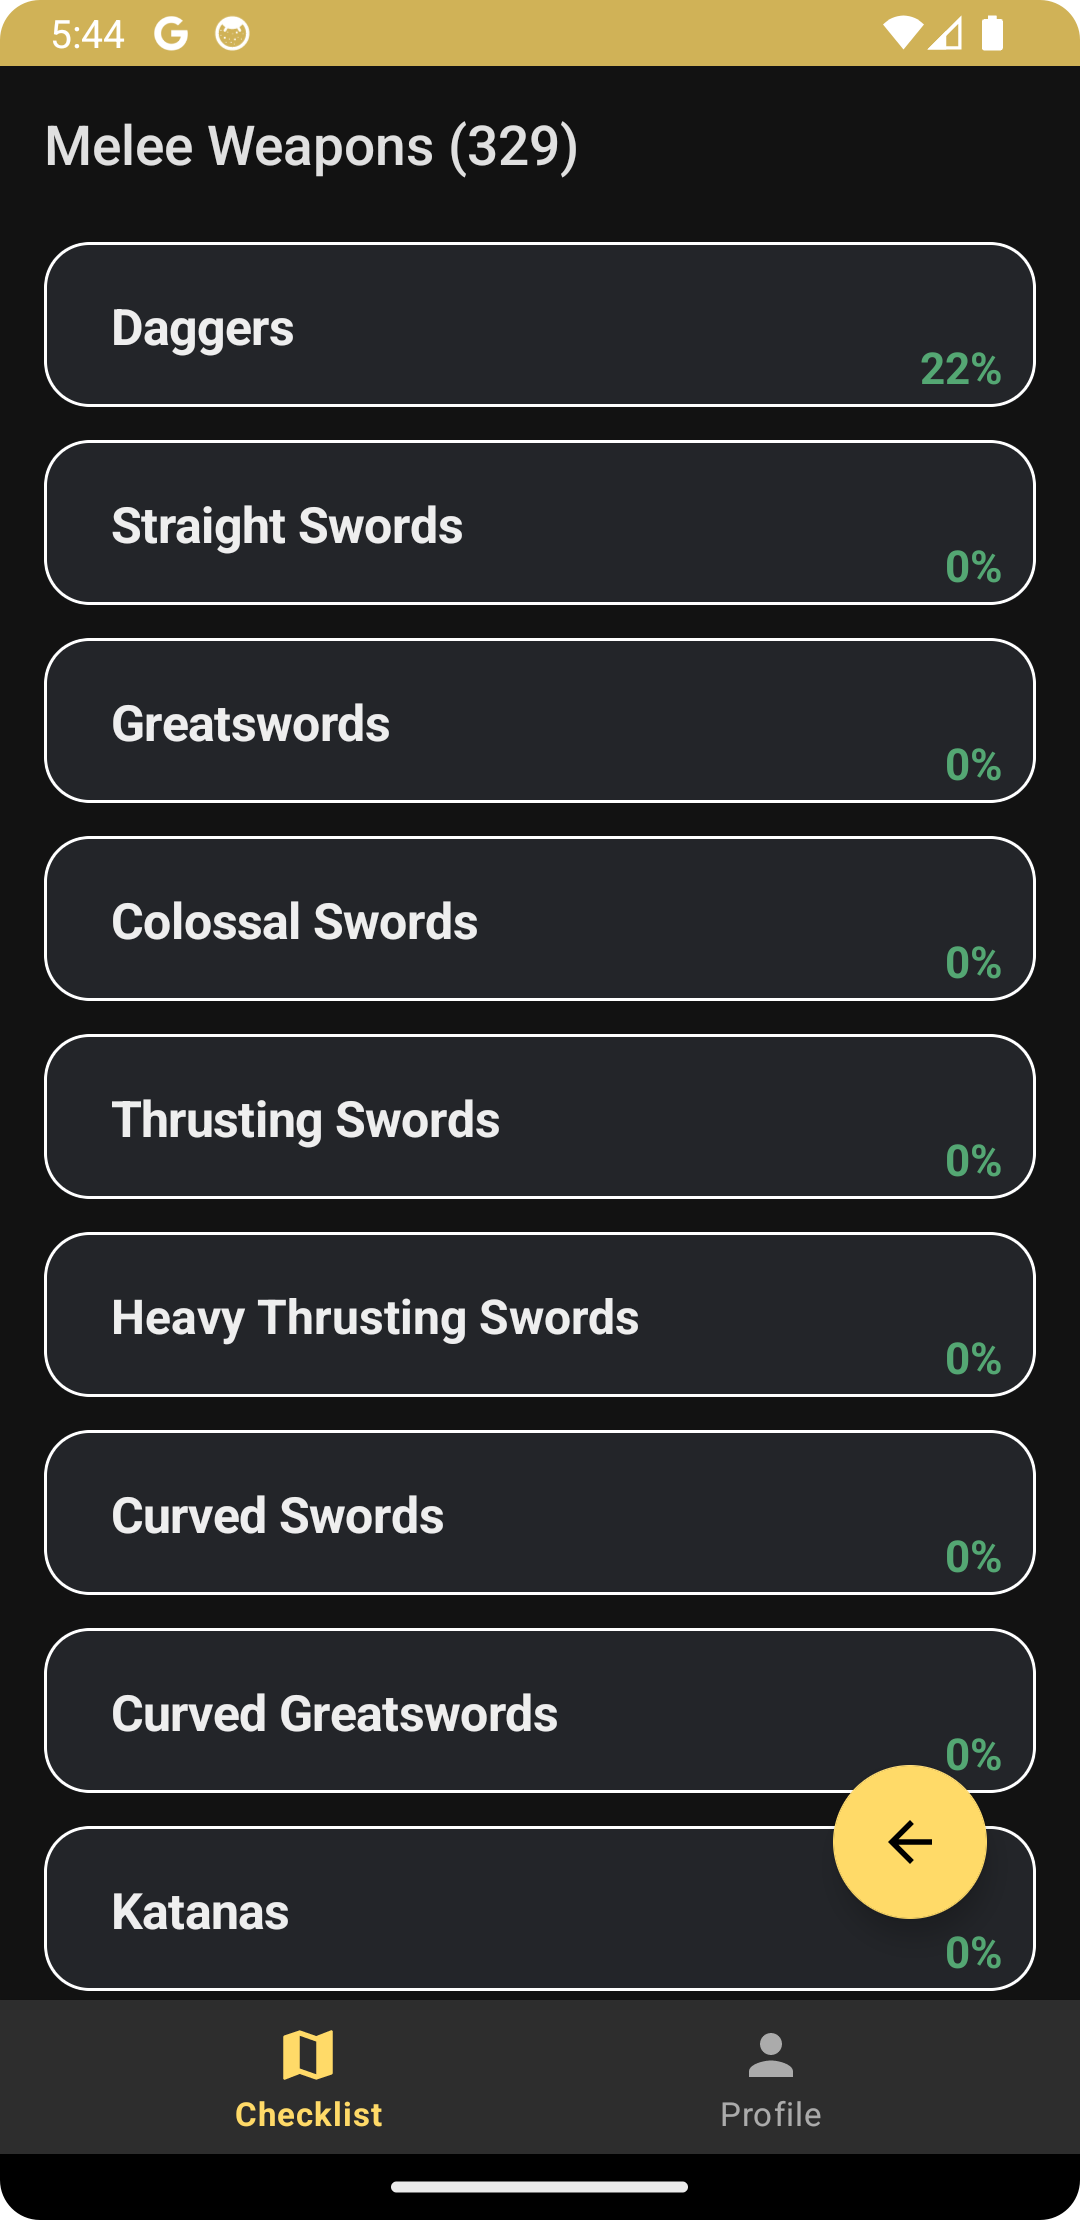 5:44
Melee Weapons (329)
Daggers
22%
Straight Swords
0%
Greatswords
0%
Colossal Swords
0%
Thrusting Swords
0%
Heavy Thrusting Swords
0%
Curved Swords
0%
Curved Greatswords
0%
Katanas
0%
Checklist
Profile